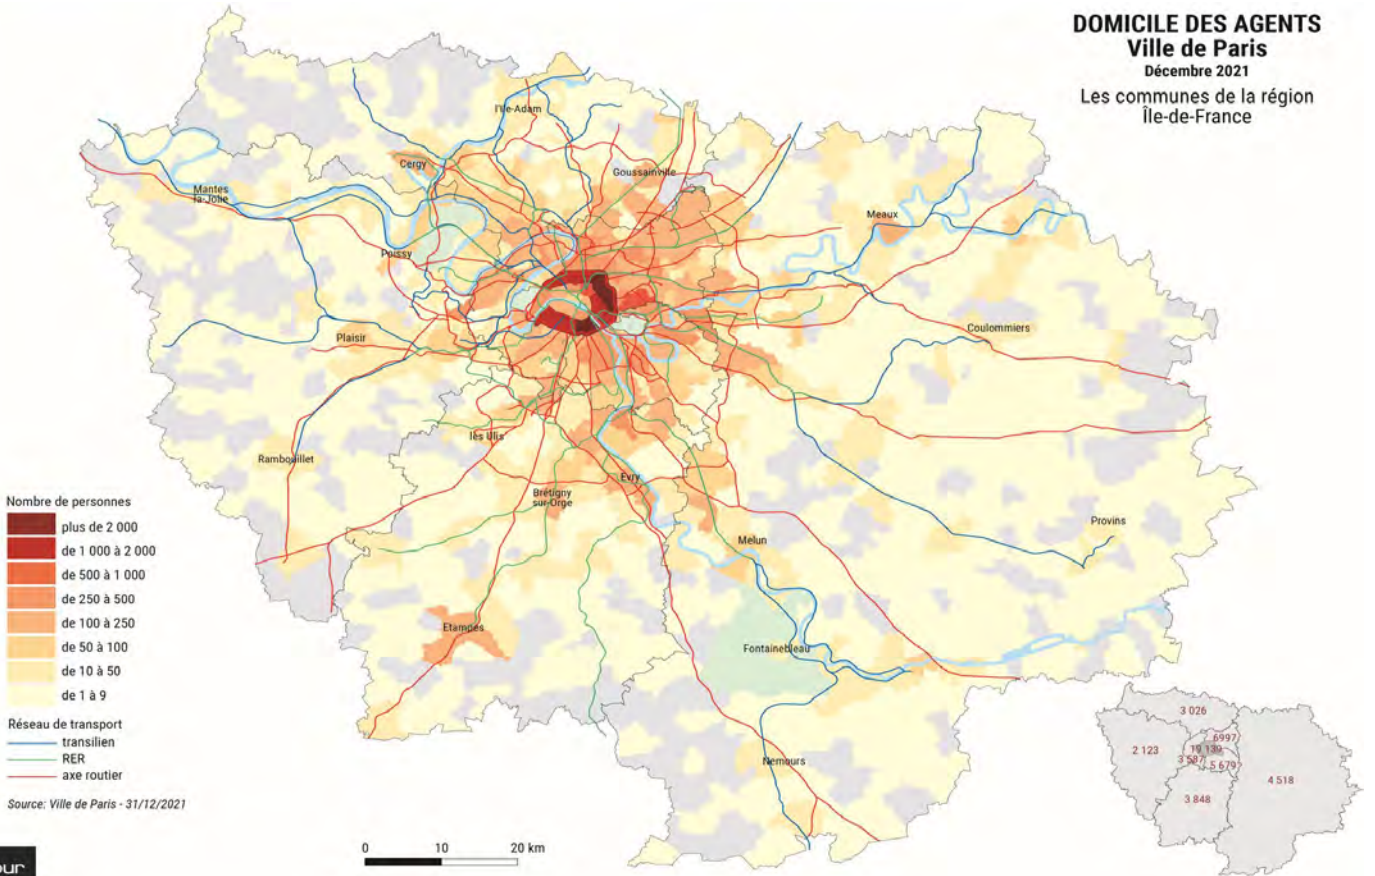 DOMICILE DES AGENTS
Ville de Paris
Décembre 2021
Les communes de la région
Île-de-France
l'Ile-Adam
Cergy
Goussainville
Mantes
la-Jolie
Meaux
Poissy
Plaisir
Coulommiers
les Ulis
Rambouillet
Evry
Brétigny
sur-Orge
Provins
Melun
Etampes
Fontainebleau
Nemours
Nombre de personnes
plus de 2 000
de 1 000 à 2 000
de 500 à 1 000
de 250 à 500
de 100 à 250
de 50 à 100
de 10 à 50
de 1 à 9
Réseau de transport
transilien
RER
axe routier
Source: Ville de Paris - 31/12/2021
0 10 20 km
3 026
6997
2 123
19 139
3 587
5 679
4 518
3 848
our